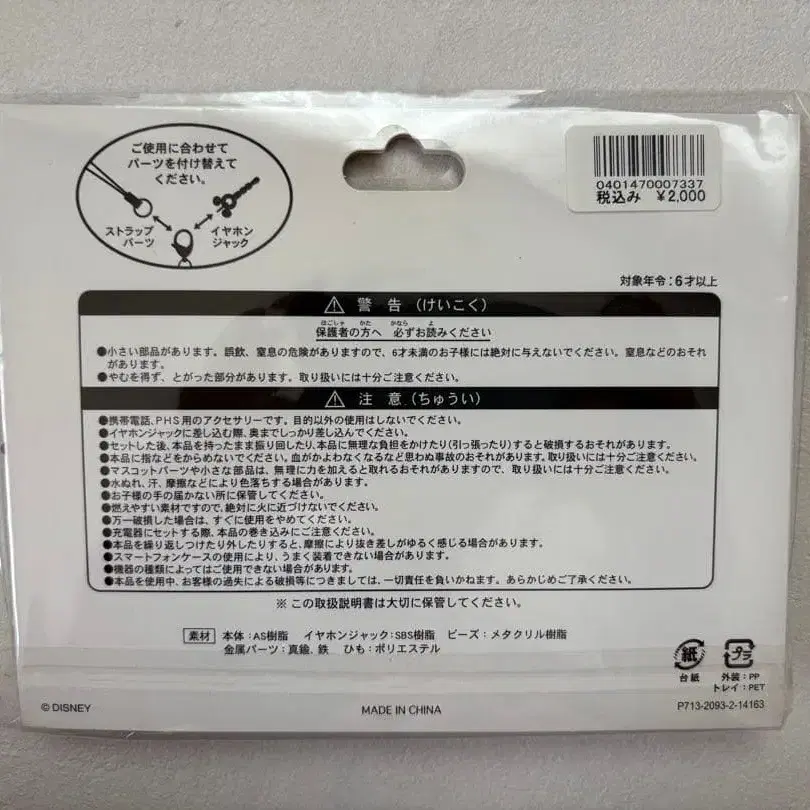 ご使用に合わせて
パーツを付け替えて
ください。
ストラップ
パーツ
イヤホン
ジャック
0401470007337
税込み ¥2,000
対象年令:6才以上
警告(けいこく)
保護者の方へ 必ずお読みください
●小さい部品があります。誤飲、窒息の危険がありますので、6才未満のお子様には絶対に与えないでください。窒息などのおそれ
があります。
●やむを得ず、とがった部分があります。取り扱いには十分ご注意ください。
注意(ちゅうい)
●携帯電話、PHS用のアクセサリーです。目的以外の使用はしないでください。
●イヤホンジャックに差し込む際、奥までしっかり差し込んでください。
●セットした後、本品を持ったまま振り回したり、本品に無理な負担をかけたり(引っ張ったり)すると破損するおそれがあります。
●本品に指などをからめないでください。血がかよわなくなるなど思わぬ事故のおそれがあります。取り扱いには十分ご注意ください。
●マスコットパーツや小さな部品は、無理に力を加えると取れるおそれがありますので、取り扱いには十分ご注意ください。
●水ぬれ、汗、摩擦などにより色落ちする場合があります。
●お子様の手の届かない所に保管してください。
●燃えやすい素材ですので、絶対に火に近づけないでください。
●万一破損した場合は、すぐに使用をやめてください。
●充電器にセットする際、本品の巻き込みにご注意ください。
●本品を繰り返しつけたり外したりすると、摩擦により抜き差しがゆるく感じる場合があります。
●スマートフォンケースの使用により、うまく装着できない場合があります。
●機器の種類によってはご使用できない場合があります。
●本品を使用中、お客様の過失による破損等につきましては、一切責任を負いかねます。あらかじめご了承ください。
※この取扱説明書は大切に保管してください。
素材 本体:AS樹脂 イヤホンジャック:SBS樹脂 ビーズ:メタクリル樹脂
金属パーツ:真鍮、鉄 ひも:ポリエステル
紙
台紙
プラ
外装:PP
トレイ:PET
© DISNEY
MADE IN CHINA
P713-2093-2-14163